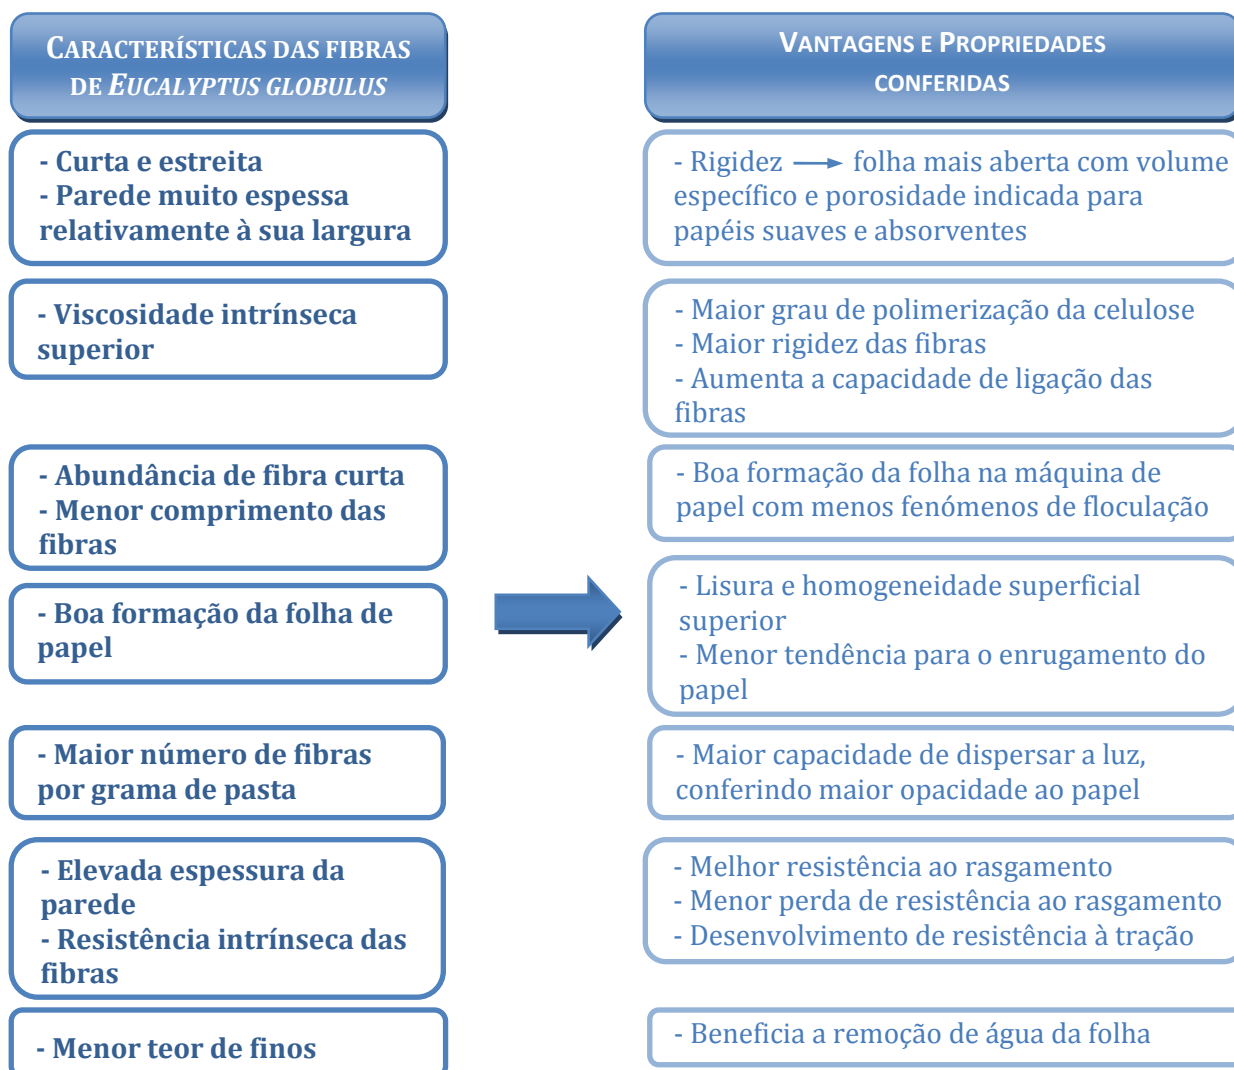 CARACTERÍSTICAS DAS FIBRAS
DE EUCALYPTUS GLOBULUS
VANTAGENS E PROPRIEDADES
CONFERIDAS
- Curta e estreita
- Parede muito espessa
relativamente à sua largura
- Rigidez → folha mais aberta com volume
específico e porosidade indicada para
papéis suaves e absorventes
- Viscosidade intrínseca
superior
- Maior grau de polimerização da celulose
- Maior rigidez das fibras
- Aumenta a capacidade de ligação das
fibras
- Abundância de fibra curta
- Menor comprimento das
fibras
- Boa formação da folha na máquina de
papel com menos fenómenos de floculação
- Boa formação da folha de
papel
- Lisura e homogeneidade superficial
superior
- Menor tendência para o enrugamento do
papel
- Maior número de fibras
por grama de pasta
- Maior capacidade de dispersar a luz,
conferindo maior opacidade ao papel
- Elevada espessura da
parede
- Resistência intrínseca das
fibras
- Melhor resistência ao rasgamento
- Menor perda de resistência ao rasgamento
- Desenvolvimento de resistência à tração
- Menor teor de finos
- Beneficia a remoção de água da folha